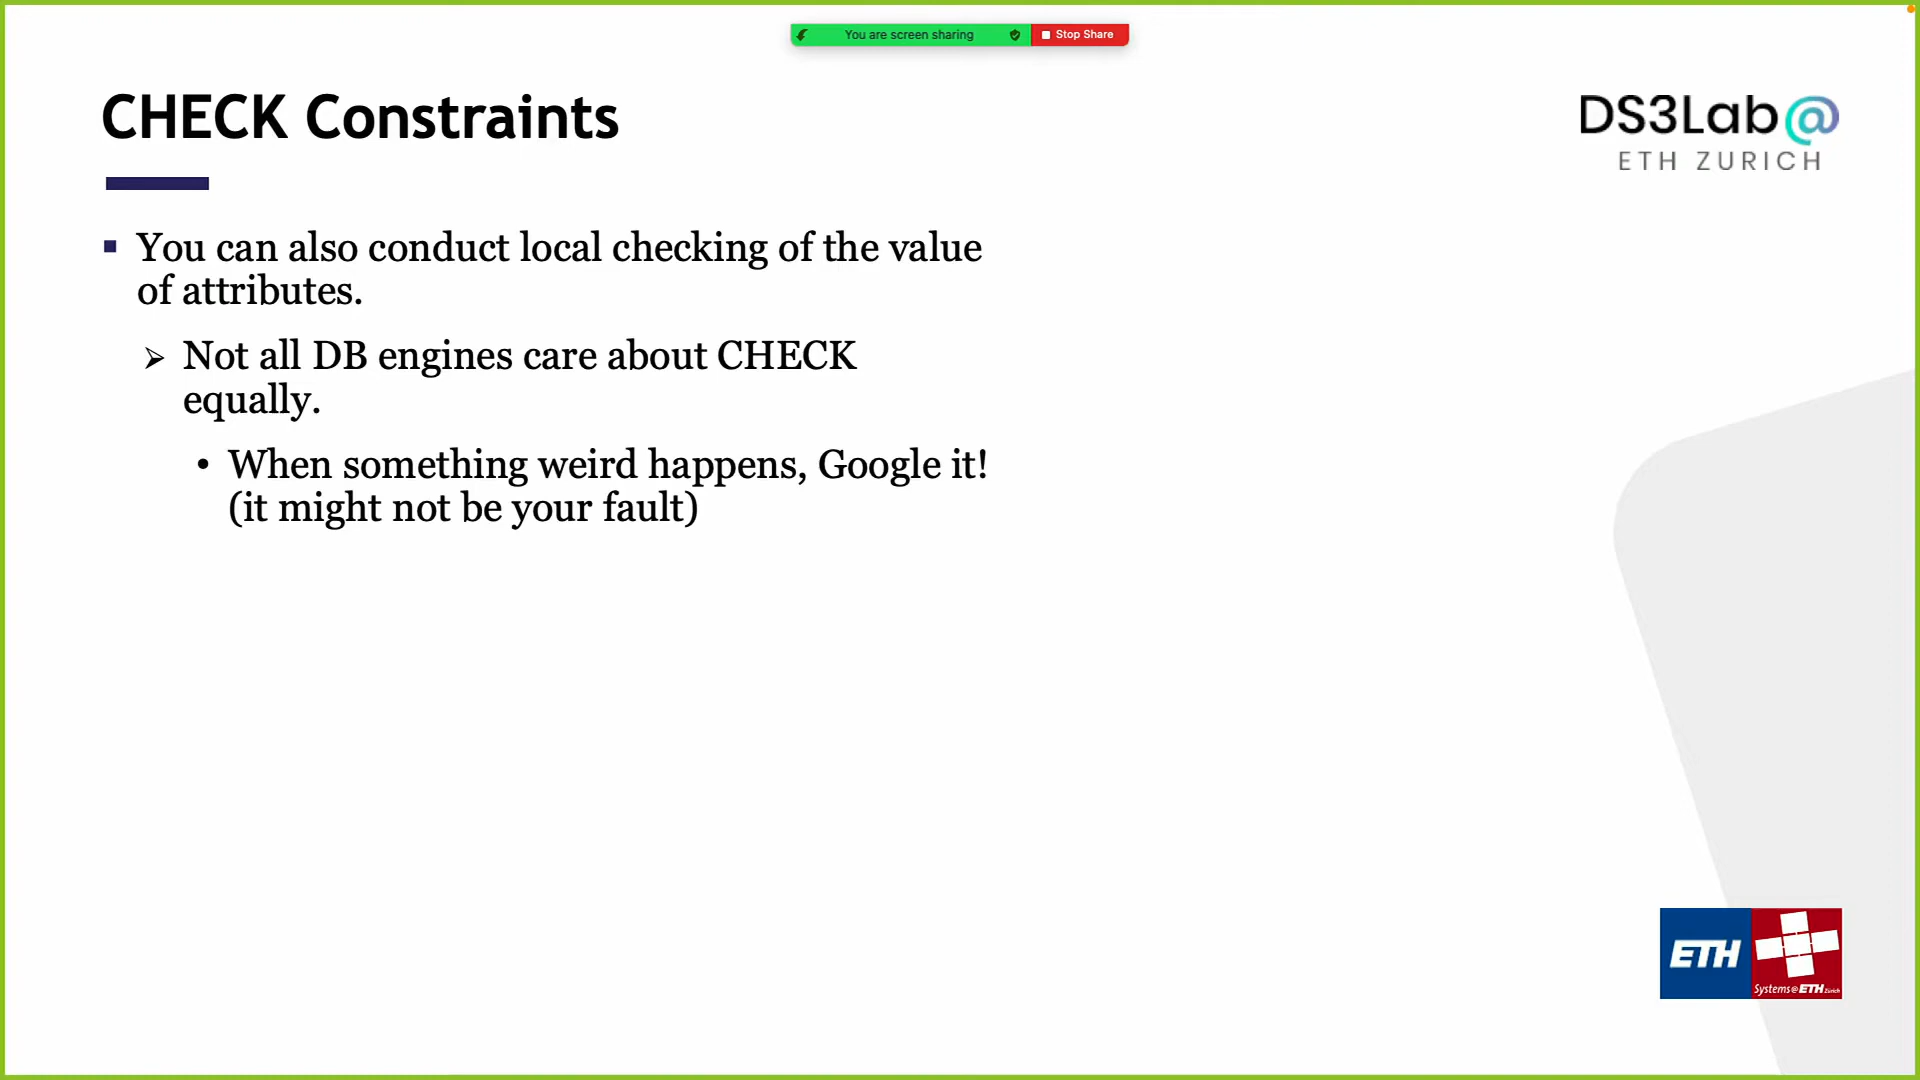 You are screen sharing
Stop Share
CHECK Constraints
DS3Lab@
ETH ZURICH
▪ You can also conduct local checking of the value
of attributes.
➢ Not all DB engines care about CHECK
equally.
• When something weird happens, Google it!
(it might not be your fault)
ETH
Systems@ETH Zürich